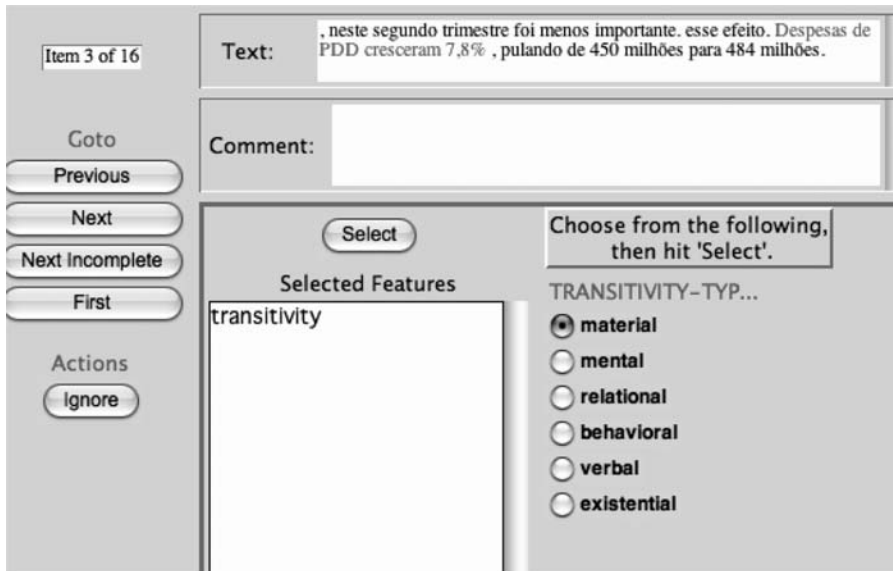 Item 3 of 16
Text:
, neste segundo trimestre foi menos importante. esse efeito. Despesas de
PDD cresceram 7,8% , pulando de 450 milhões para 484 milhões.
Goto
Previous
Next
Next Incomplete
First
Actions
Ignore
Comment:
Select
Selected Features
transitivity
Choose from the following,
then hit 'Select'.
TRANSITIVITY-TYP...
material
mental
relational
behavioral
verbal
existential